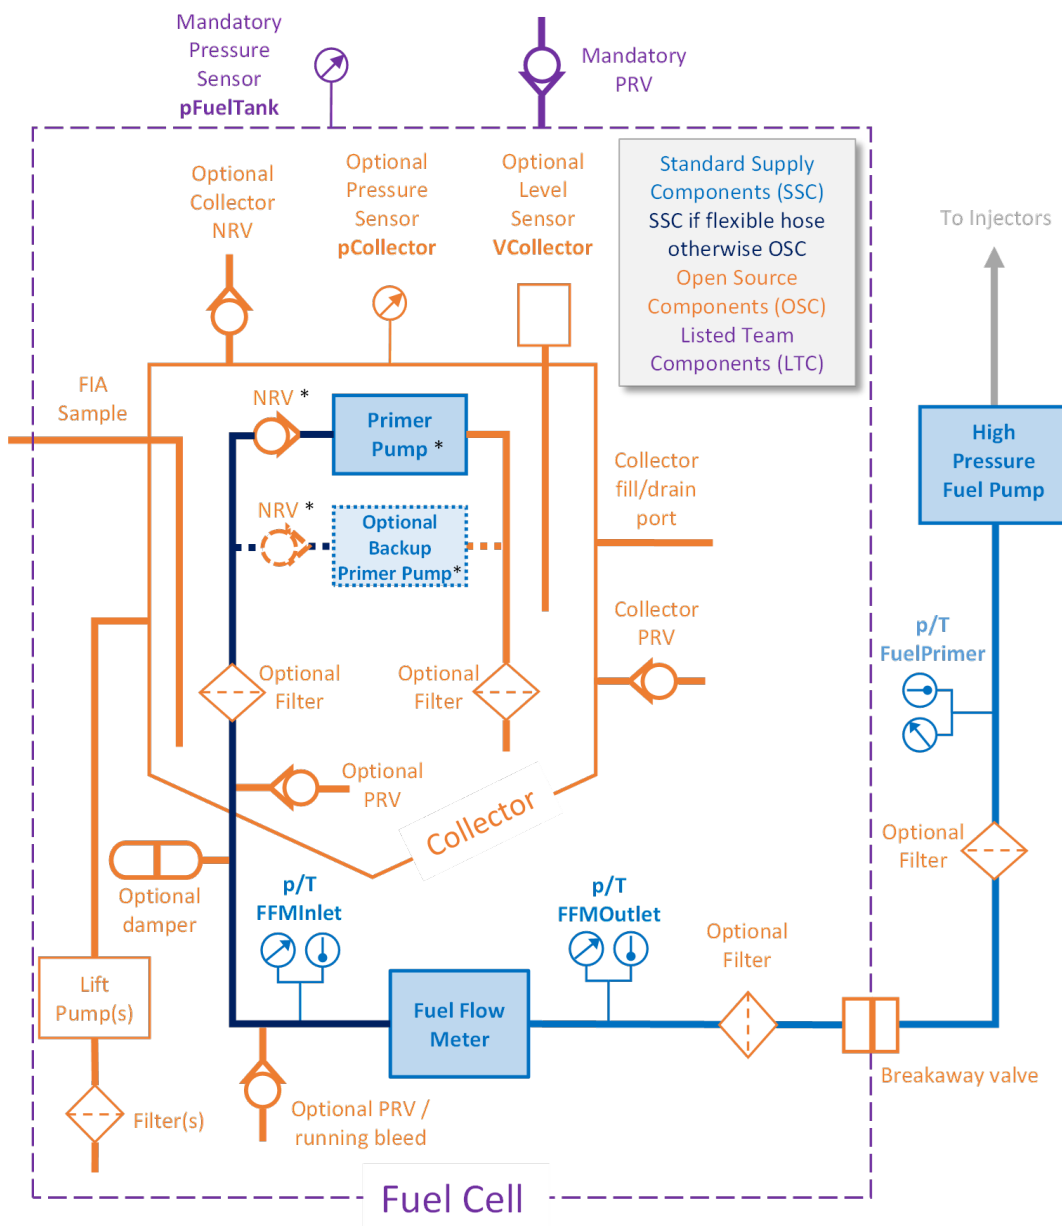 Mandatory
Pressure
Sensor
pFuelTank
Mandatory
PRV
Optional
Collector
NRV
Optional
Pressure
Sensor
pCollector
Optional
Level
Sensor
VCollector
Standard Supply
Components (SSC)
SSC if flexible hose
otherwise OSC
Open Source
Components (OSC)
Listed Team
Components (LTC)
To Injectors
FIA
Sample
NRV *
Primer
Pump *
High
Pressure
Fuel Pump
Collector
fill/drain
port
NRV *
Optional
Backup
Primer Pump*
Collector
PRV
p/T
FuelPrimer
Optional
Filter
Optional
Filter
Optional
PRV
Collector
Optional
Filter
Optional
damper
p/T
FFMInlet
p/T
FFMOutlet
Optional
Filter
Lift
Pump(s)
Fuel Flow
Meter
Breakaway valve
Filter(s)
Optional PRV /
running bleed
Fuel Cell